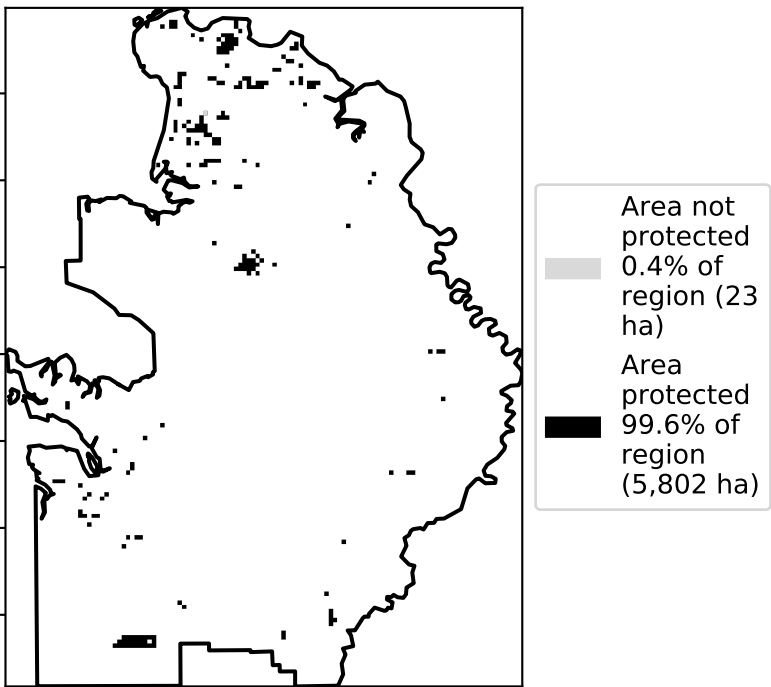 Area not
protected
0.4% of
region (23
ha)
Area
protected
99.6% of
region
(5,802 ha)